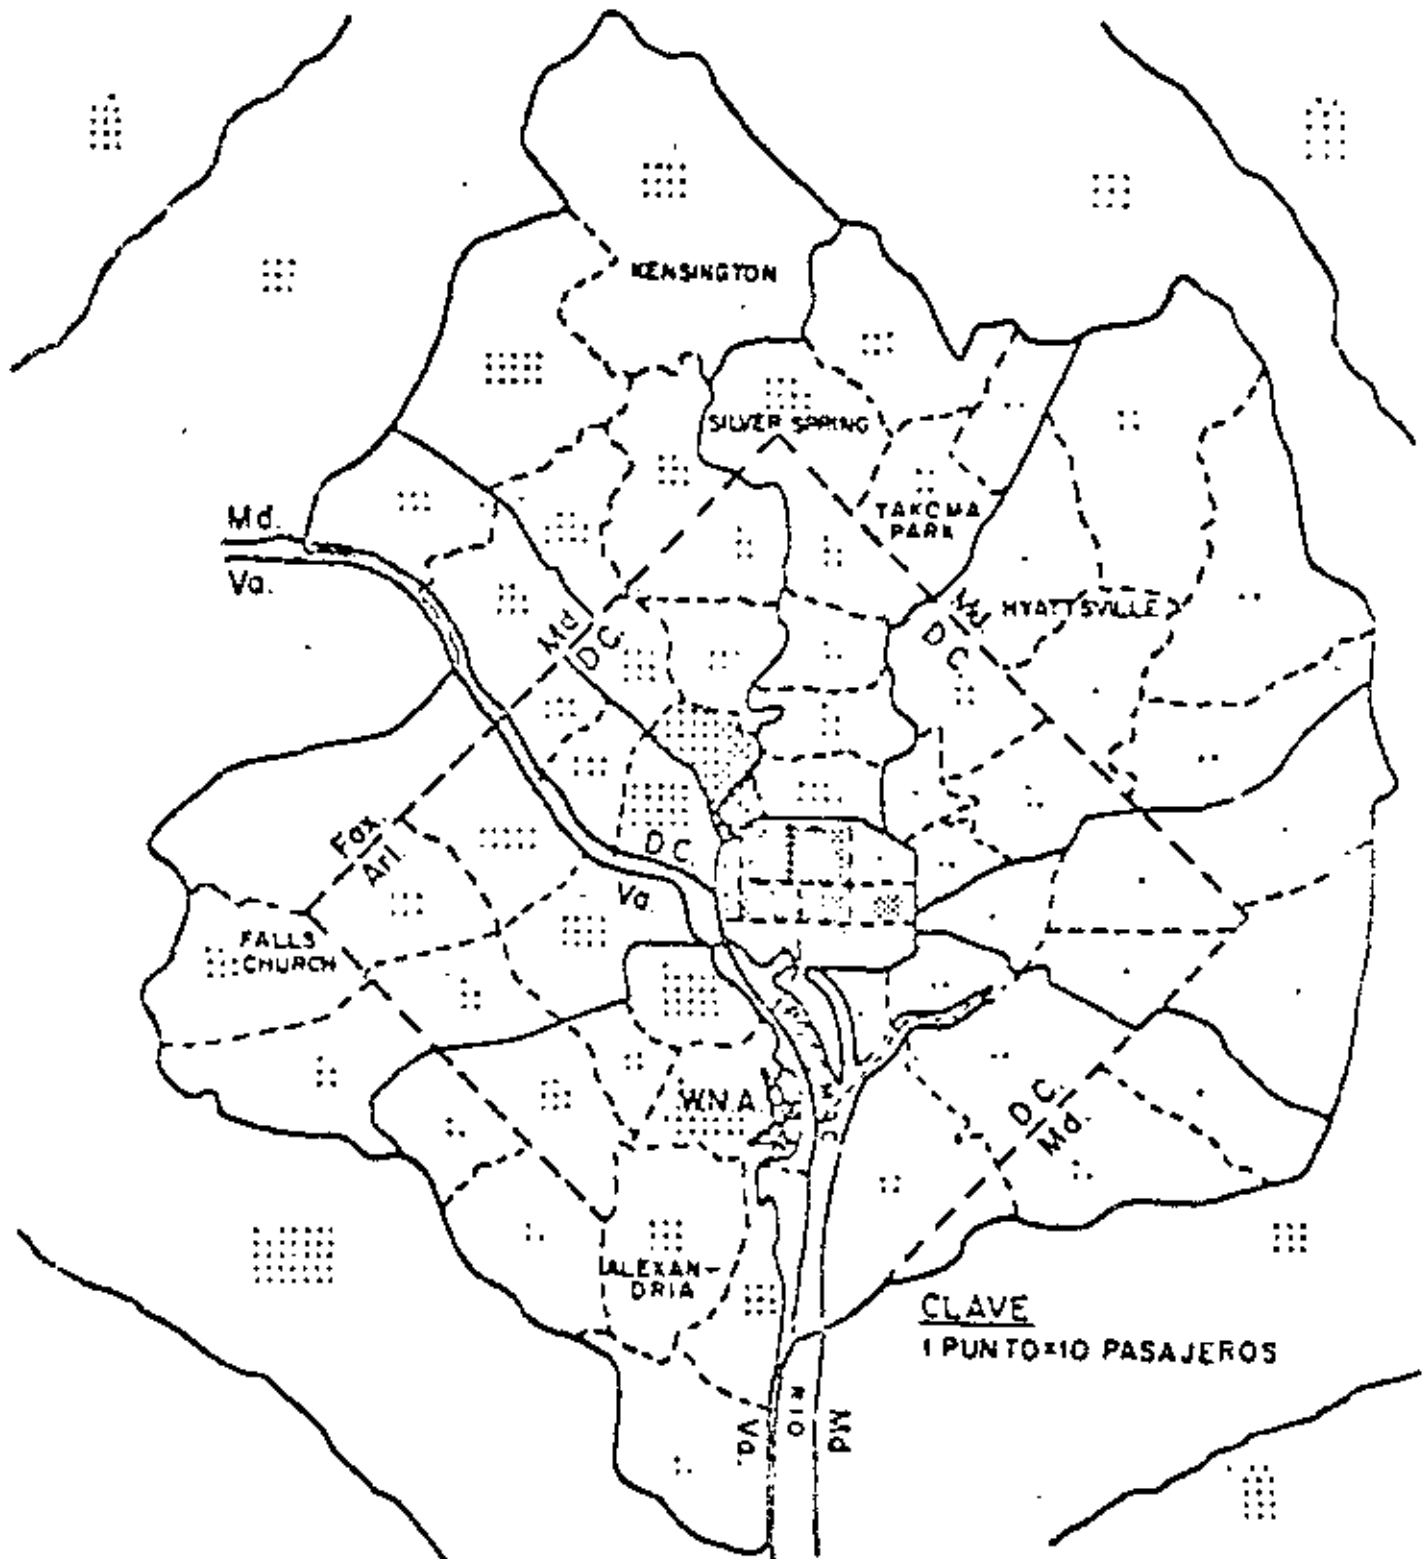 KENSINGTON
SILVER SPRING
Md.
Va.
TAKOMA
PARK
Md
D.C.
HYATTSVILLE
D C
Fax.
Arl.
D.C.
Va.
FALLS
CHURCH
W.N.A.
D C.
Md.
ALEXAN-
DRIA
CLAVE
1 PUNTO=10 PASAJEROS
RIO
Va.
Md